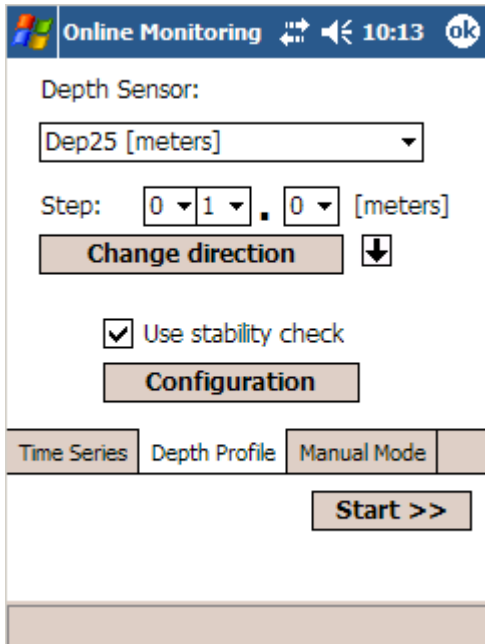 Online Monitoring 10:13 ok
Depth Sensor:
Dep25 [meters]
Step: 0 1 . 0 [meters]
Change direction
Use stability check
Configuration
Time Series Depth Profile Manual Mode
Start >>